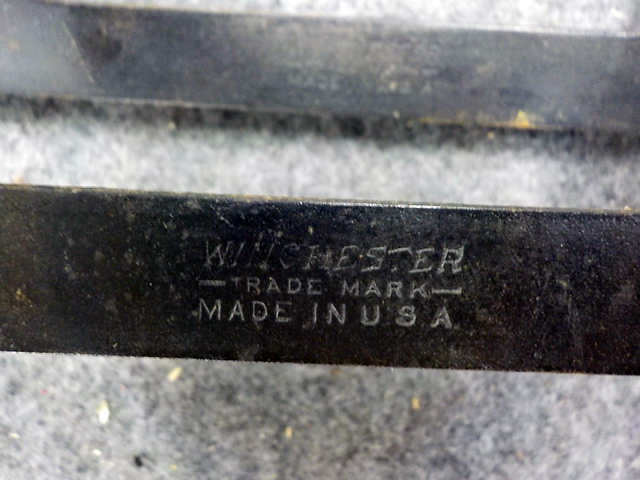 WINCHESTER
—TRADE MARK—
MADE IN USA